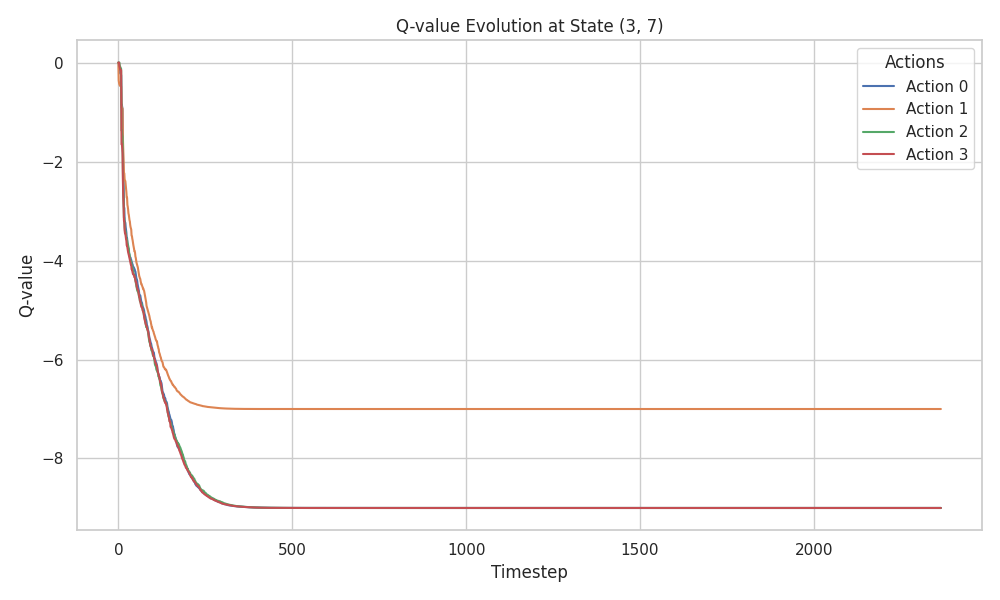 Q-value Evolution at State (3, 7)
Actions
Action 0
Action 1
Action 2
Action 3
Q-value
0
−2
−4
−6
−8
0
500
1000
1500
2000
Timestep